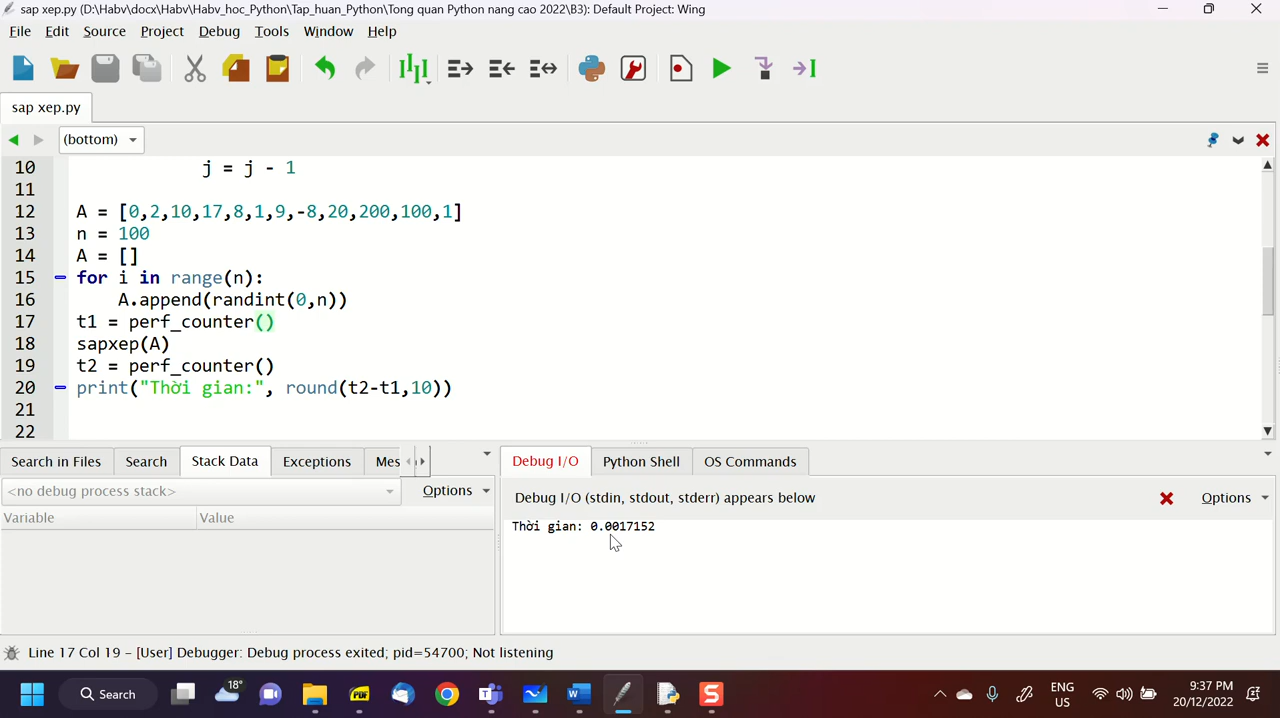 sap xep.py (D:\Habv\docx\Habv\Habv_hoc_Python\Tap_huan_Python\Tong quan Python nang cao 2022\B3): Default Project: Wing
File Edit Source Project Debug Tools Window Help
sap xep.py
(bottom)
10 j = j - 1
11
12 A = [0,2,10,17,8,1,9,-8,20,200,100,1]
13 n = 100
14 A = []
15 for i in range(n):
16 A.append(randint(0,n))
17 t1 = perf_counter()
18 sapxep(A)
19 t2 = perf_counter()
20 print("Thời gian:", round(t2-t1,10))
21
22
Search in Files Search Stack Data Exceptions Mes
<no debug process stack> Options
Variable Value
Debug I/O Python Shell OS Commands
Debug I/O (stdin, stdout, stderr) appears below Options
Thời gian: 0.0017152
Line 17 Col 19 – [User] Debugger: Debug process exited; pid=54700; Not listening
18°
Search
PDF
ENG
US
9:37 PM
20/12/2022